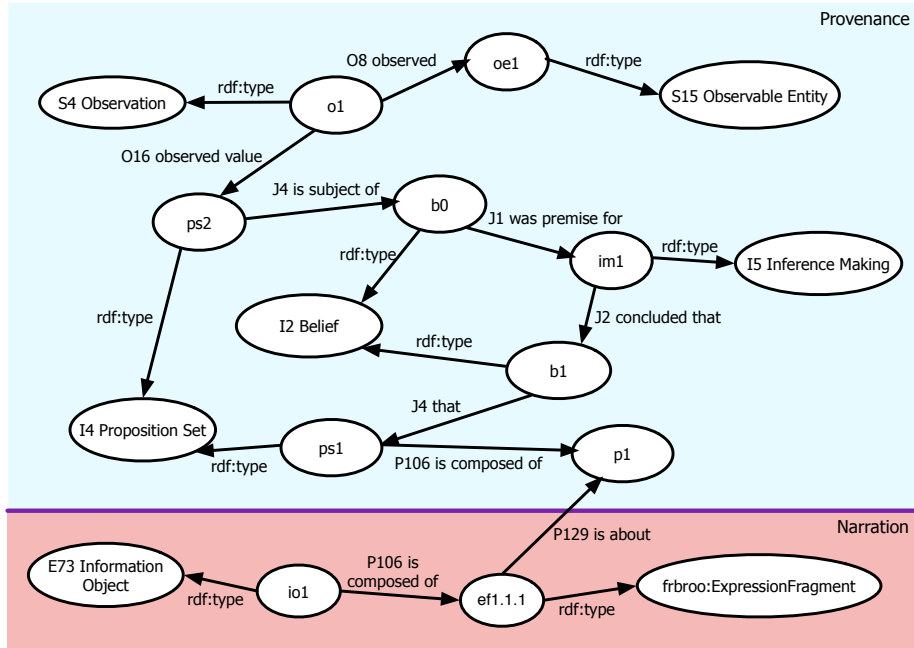 Provenance
O8 observed
oe1
rdf:type
S4 Observation
rdf:type
o1
S15 Observable Entity
O16 observed value
J4 is subject of
b0
ps2
J1 was premise for
rdf:type
im1
rdf:type
I5 Inference Making
rdf:type
I2 Belief
J2 concluded that
rdf:type
b1
J4 that
I4 Proposition Set
ps1
rdf:type
P106 is composed of
p1
Narration
P129 is about
E73 Information
Object
P106 is
composed of
rdf:type
io1
ef1.1.1
rdf:type
frbroo:ExpressionFragment